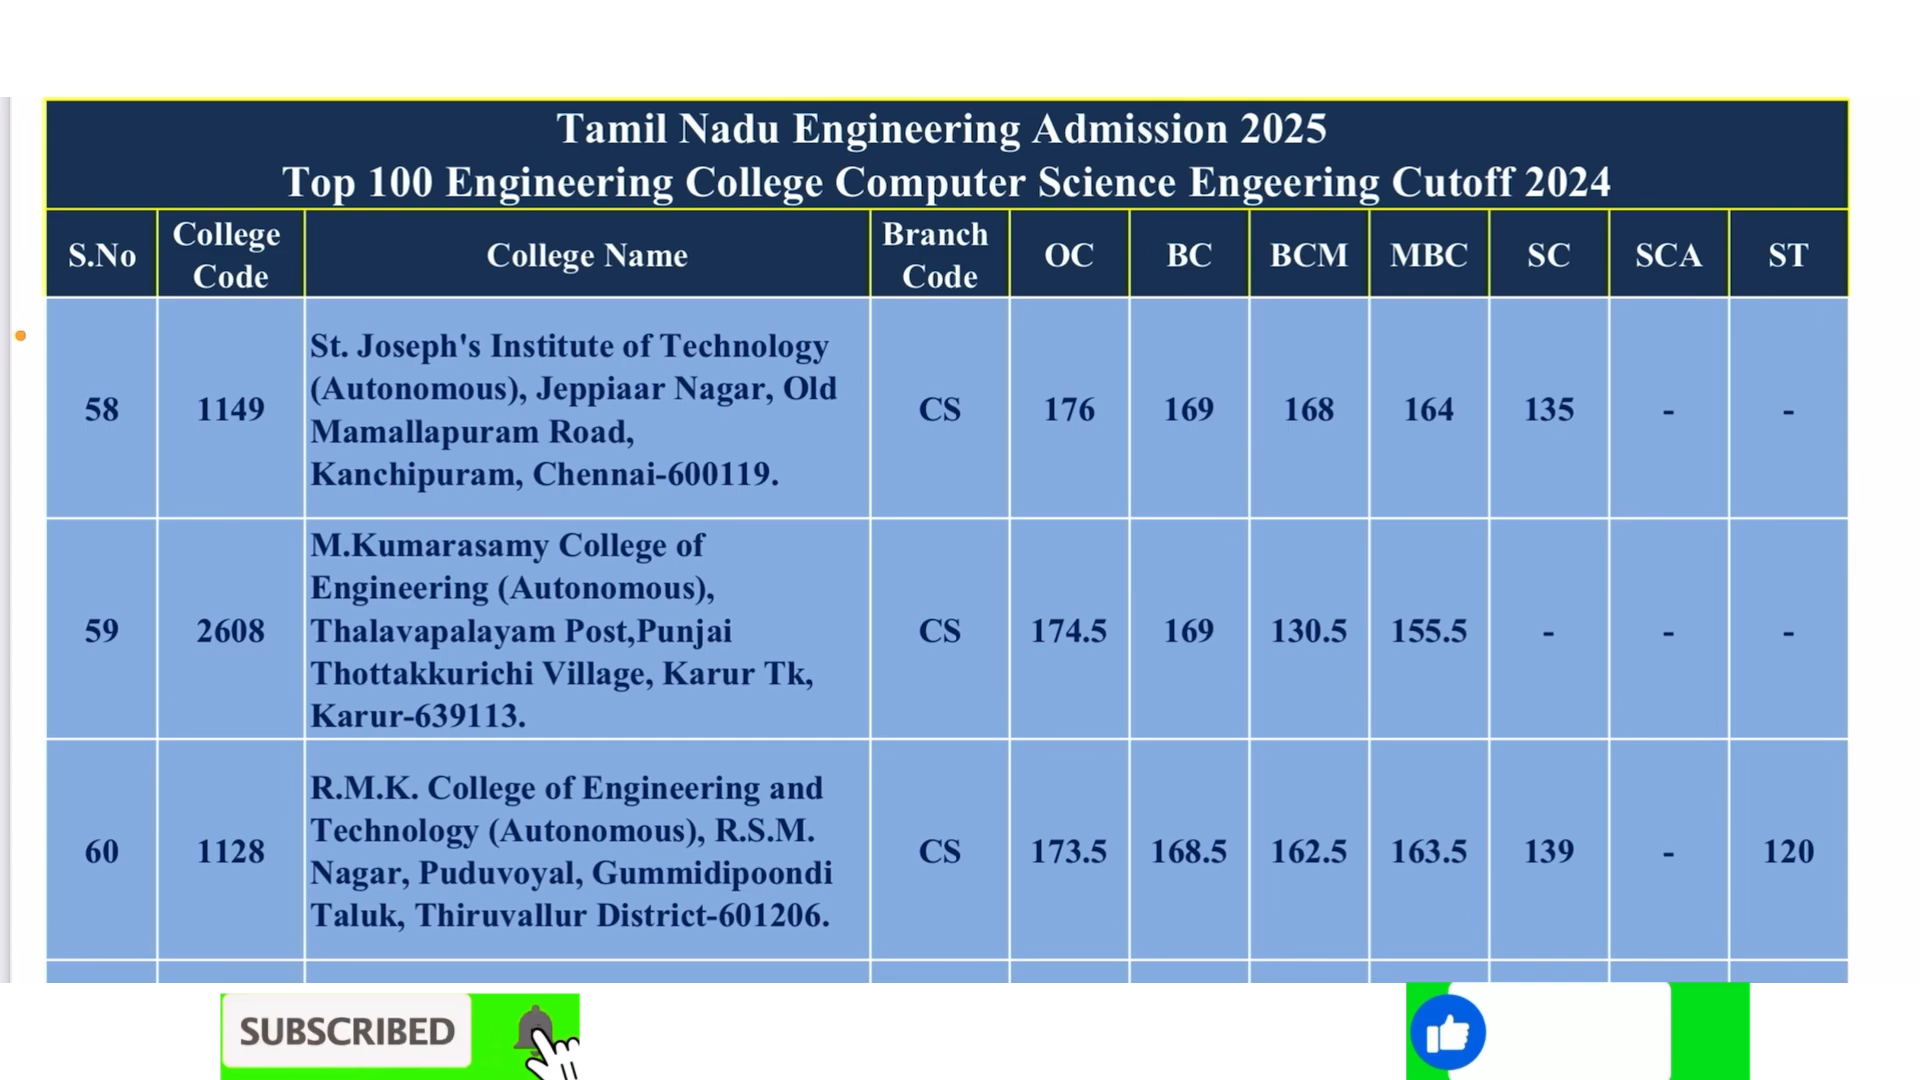 Tamil Nadu Engineering Admission 2025
Top 100 Engineering College Computer Science Engeering Cutoff 2024
S.No College Code College Name Branch Code OC BC BCM MBC SC SCA ST
58 1149 St. Joseph's Institute of Technology
(Autonomous), Jeppiaar Nagar, Old
Mamallapuram Road,
Kanchipuram, Chennai-600119. CS 176 169 168 164 135 - -
59 2608 M.Kumarasamy College of
Engineering (Autonomous),
Thalavapalayam Post,Punjai
Thottakkurichi Village, Karur Tk,
Karur-639113. CS 174.5 169 130.5 155.5 - - -
60 1128 R.M.K. College of Engineering and
Technology (Autonomous), R.S.M.
Nagar, Puduvoyal, Gummidipoondi
Taluk, Thiruvallur District-601206. CS 173.5 168.5 162.5 163.5 139 - 120
SUBSCRIBED